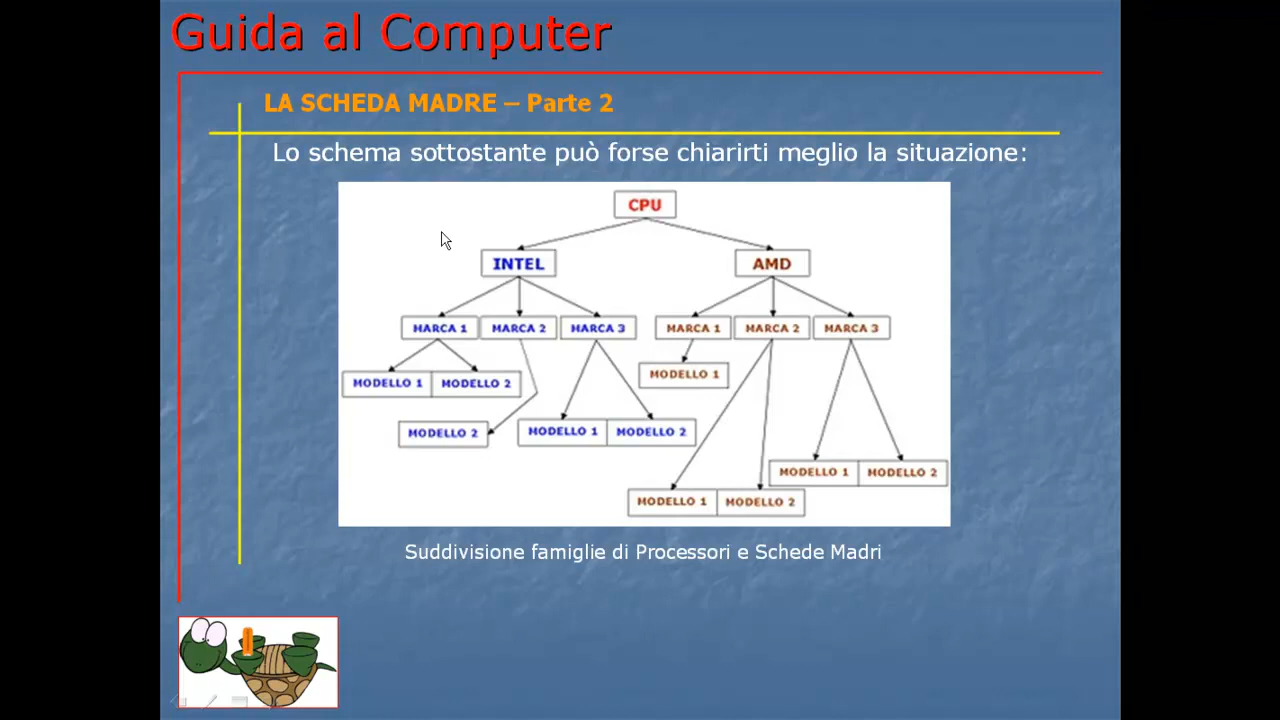 Guida al Computer
LA SCHEDA MADRE – Parte 2
Lo schema sottostante può forse chiarirti meglio la situazione:
CPU
INTEL
AMD
MARCA 1
MARCA 2
MARCA 3
MARCA 1
MARCA 2
MARCA 3
MODELLO 1
MODELLO 2
MODELLO 1
MODELLO 2
MODELLO 1
MODELLO 2
MODELLO 1
MODELLO 2
MODELLO 1
MODELLO 2
Suddivisione famiglie di Processori e Schede Madri